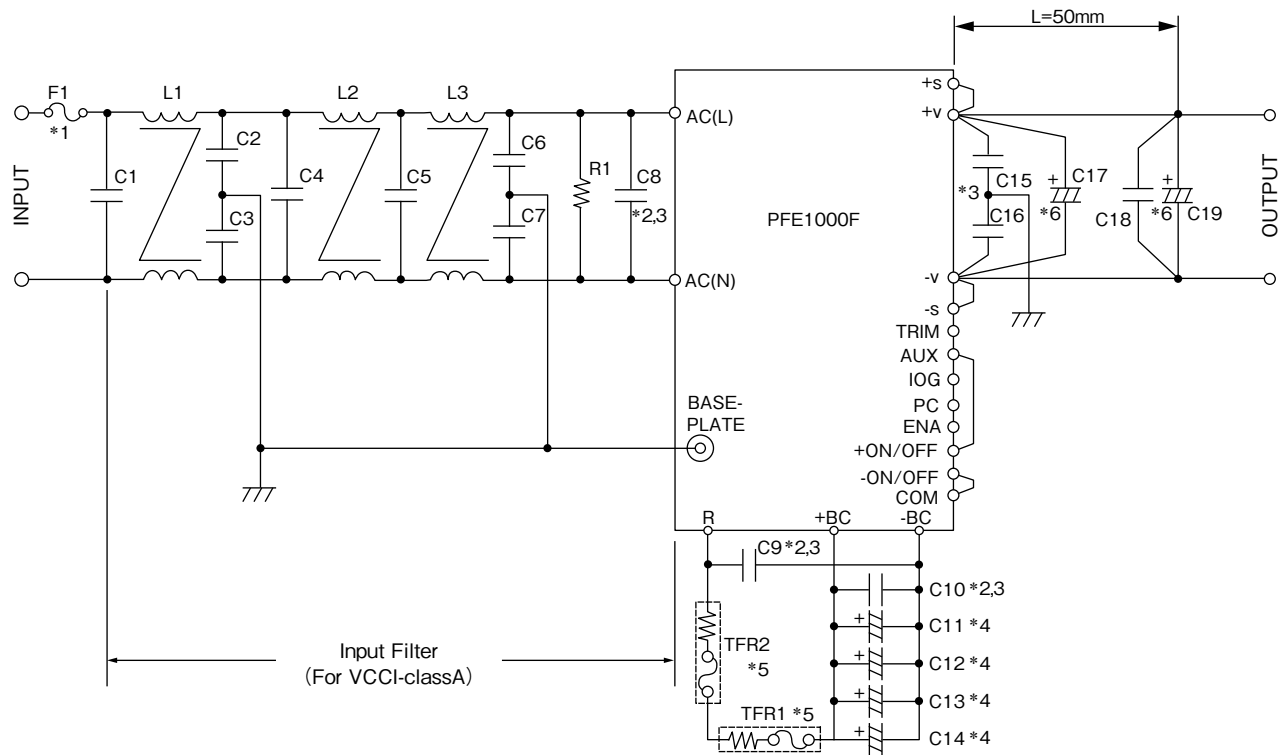 L=50mm
F1
*1
L1
L2
L3
C1
C2
C3
C4
C5
C6
C7
R1
C8
*2,3
INPUT
AC(L)
AC(N)
PFE1000F
BASE-
PLATE
+s
+v
-v
-s
TRIM
AUX
IOG
PC
ENA
+ON/OFF
-ON/OFF
COM
*3
C15
C16
+
C17
*6
C18
+
*6
C19
OUTPUT
R
+BC
-BC
C9*2,3
C10 *2,3
+
C11 *4
+
C12 *4
+
C13 *4
+
C14 *4
TFR2
*5
TFR1 *5
Input Filter
(For VCCI-classA)